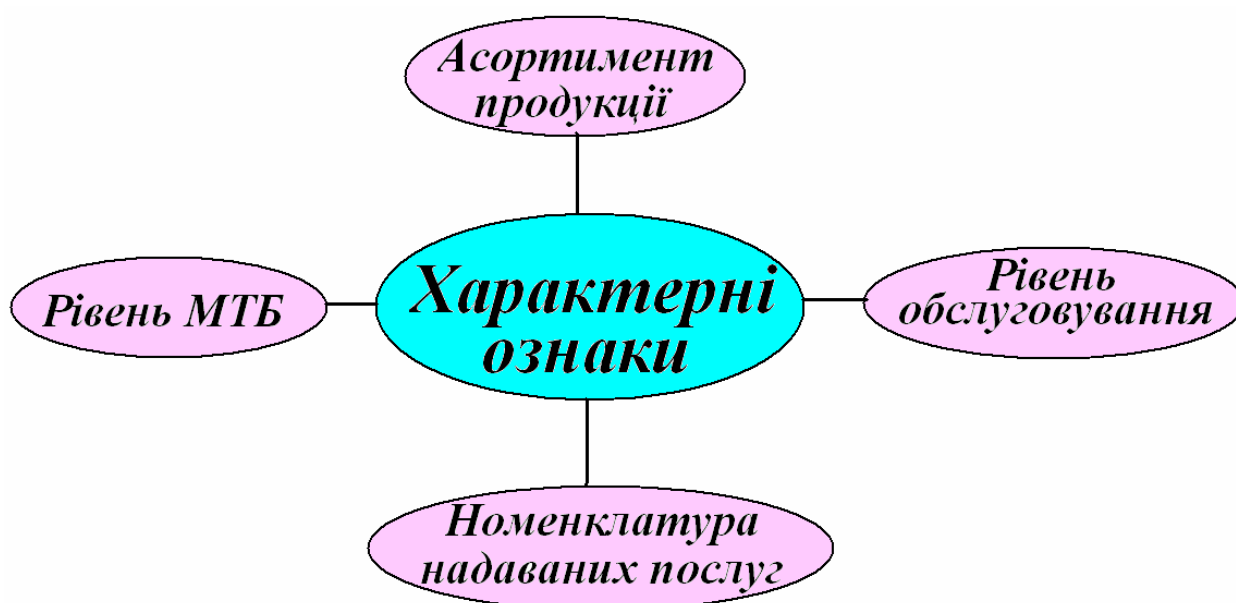 Асортимент
продукції
Характерні
ознаки
Рівень МТБ
Рівень
обслуговування
Номенклатура
надаваних послуг